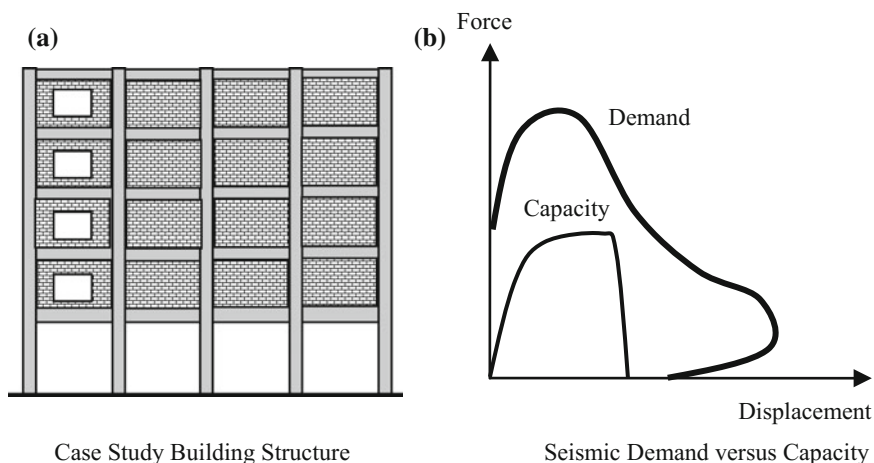 (a)
Case Study Building Structure
(b)
Force
Demand
Capacity
Displacement
Seismic Demand versus Capacity